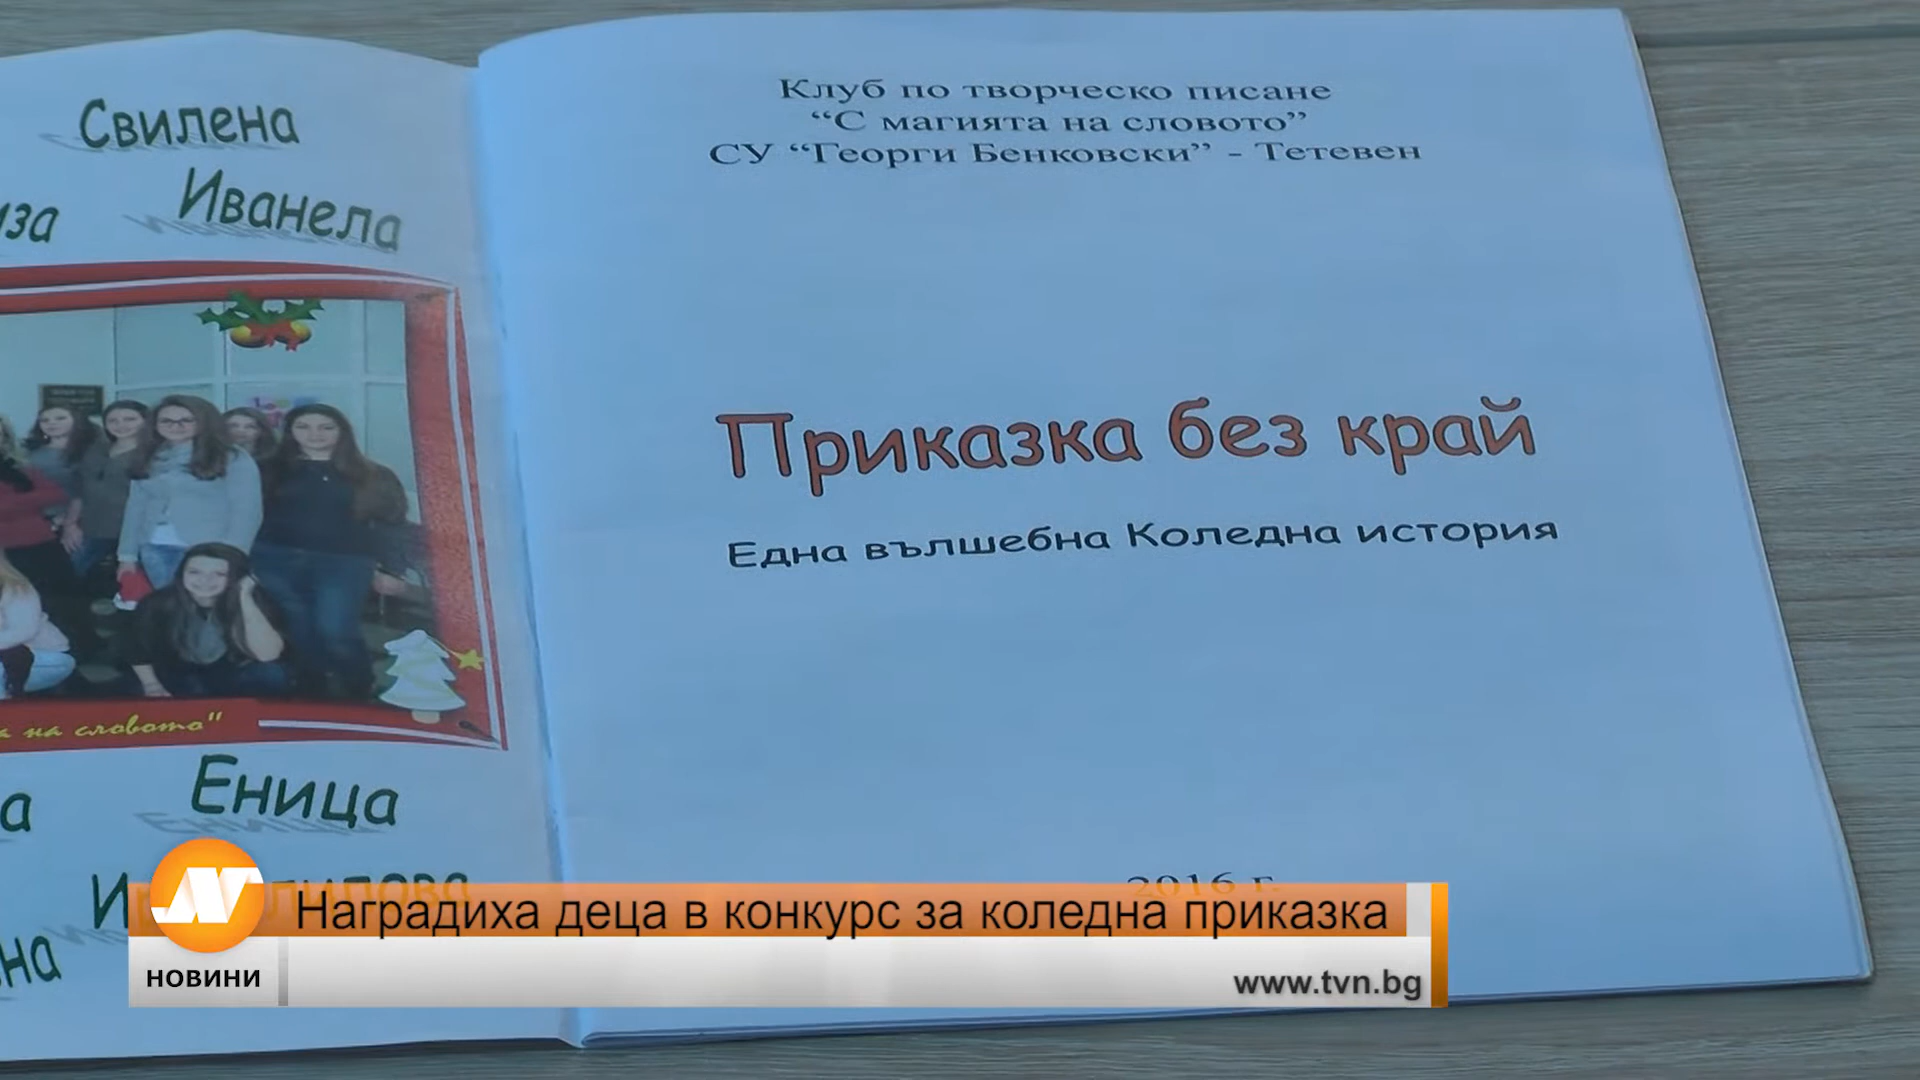 Свилена
Иванела
на словото"
Еница
Клуб по творческо писане
“С магията на словото”
СУ “Георги Бенковски” - Тетевен
Приказка без край
Една вълшебна Коледна история
2016 г.
Наградиха деца в конкурс за коледна приказка
НОВИНИ
www.tvn.bg